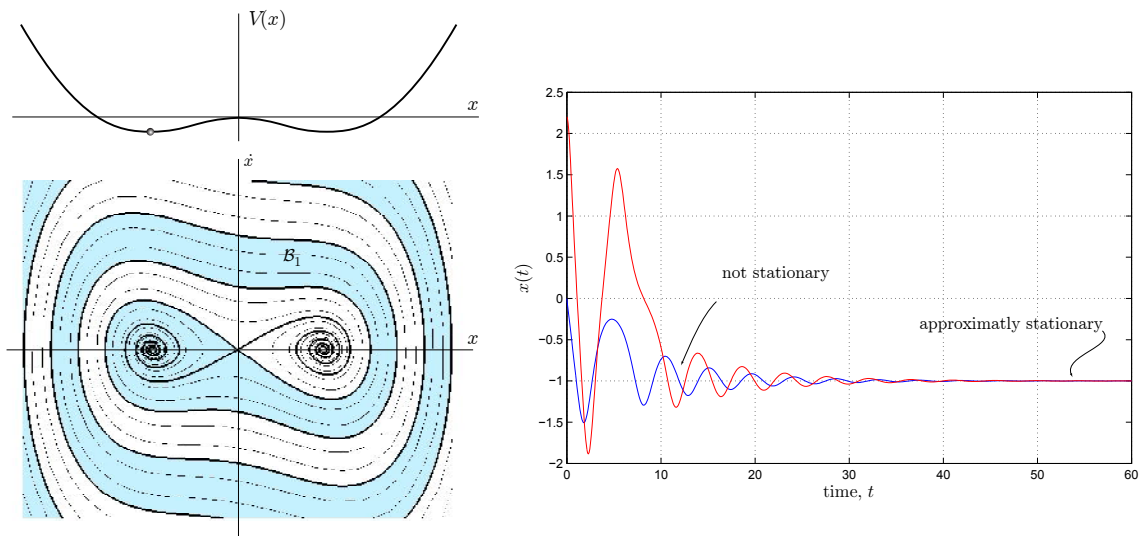 V(x)
x
ẋ
B₁
x
2.5
2
1.5
1
0.5
0
−0.5
−1
−1.5
−2
x(t)
not stationary
approximatly stationary
0
10
20
30
40
50
60
time, t